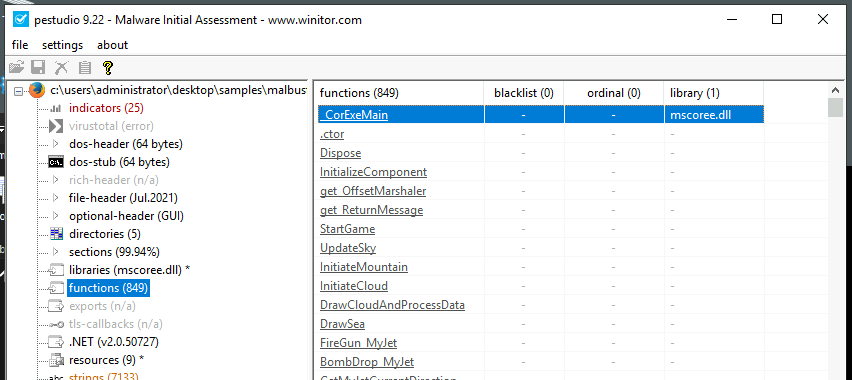 pestudio 9.22 - Malware Initial Assessment - www.winitor.com
file settings about
c:\users\administrator\desktop\samples\malbust
indicators (25)
virustotal (error)
dos-header (64 bytes)
dos-stub (64 bytes)
rich-header (n/a)
file-header (Jul.2021)
optional-header (GUI)
directories (5)
sections (99.94%)
libraries (mscoree.dll) *
functions (849)
exports (n/a)
tls-callbacks (n/a)
.NET (v2.0.50727)
resources (9) *
abc strings (7133)
functions (849) blacklist (0) ordinal (0) library (1)
_CorExeMain - - mscoree.dll
.ctor - - -
Dispose - - -
InitializeComponent - - -
get_OffsetMarshaler - - -
get_ReturnMessage - - -
StartGame - - -
UpdateSky - - -
InitiateMountain - - -
InitiateCloud - - -
DrawCloudAndProcessData - - -
DrawSea - - -
FireGun_MyJet - - -
BombDrop_MyJet - - -
GetMyJetCurrentDirection - - -